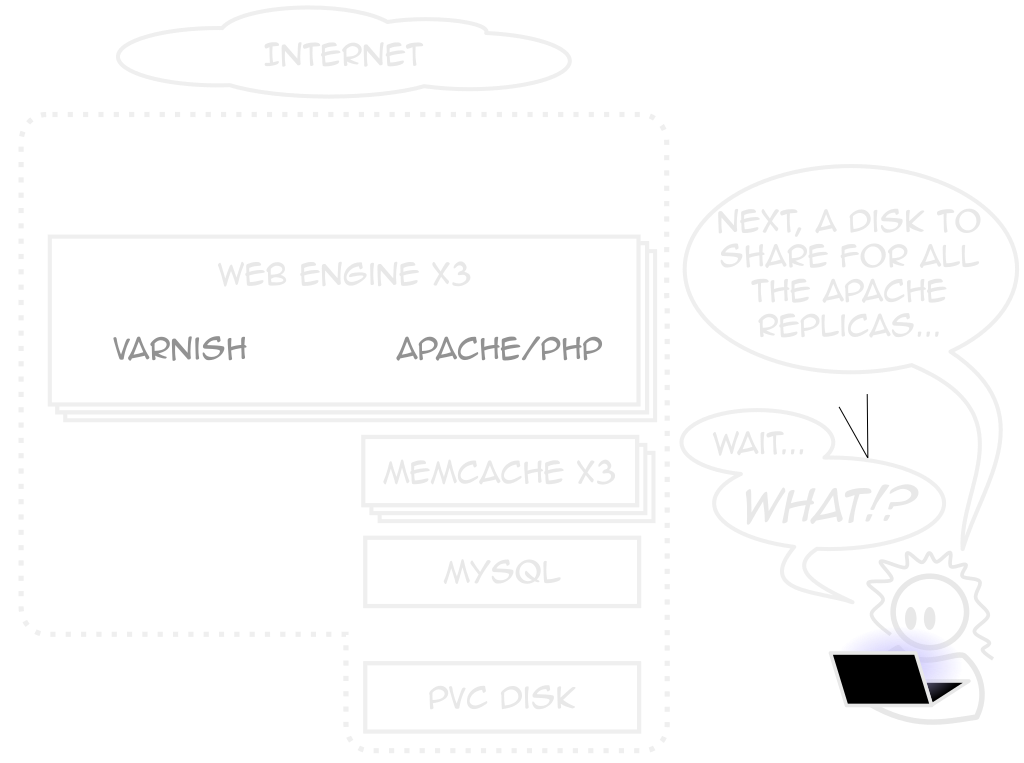 INTERNET
WEB ENGINE X3
VARNISH
APACHE/PHP
MEMCACHE X3
MYSQL
PVC DISK
NEXT, A DISK TO
SHARE FOR ALL
THE APACHE
REPLICAS...
WAIT...
WHAT!?